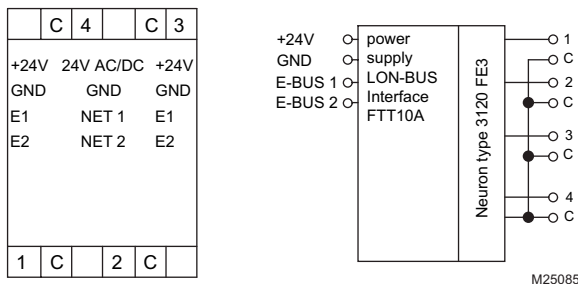 C 4 C 3
+24V 24V AC/DC +24V
GND GND GND
E1 NET 1 E1
E2 NET 2 E2
1 C 2 C
+24V power 1
GND supply C
E-BUS 1 LON-BUS 2
E-BUS 2 Interface C
FTT10A
Neuron type 3120 FE3
3
C
4
C
M25085